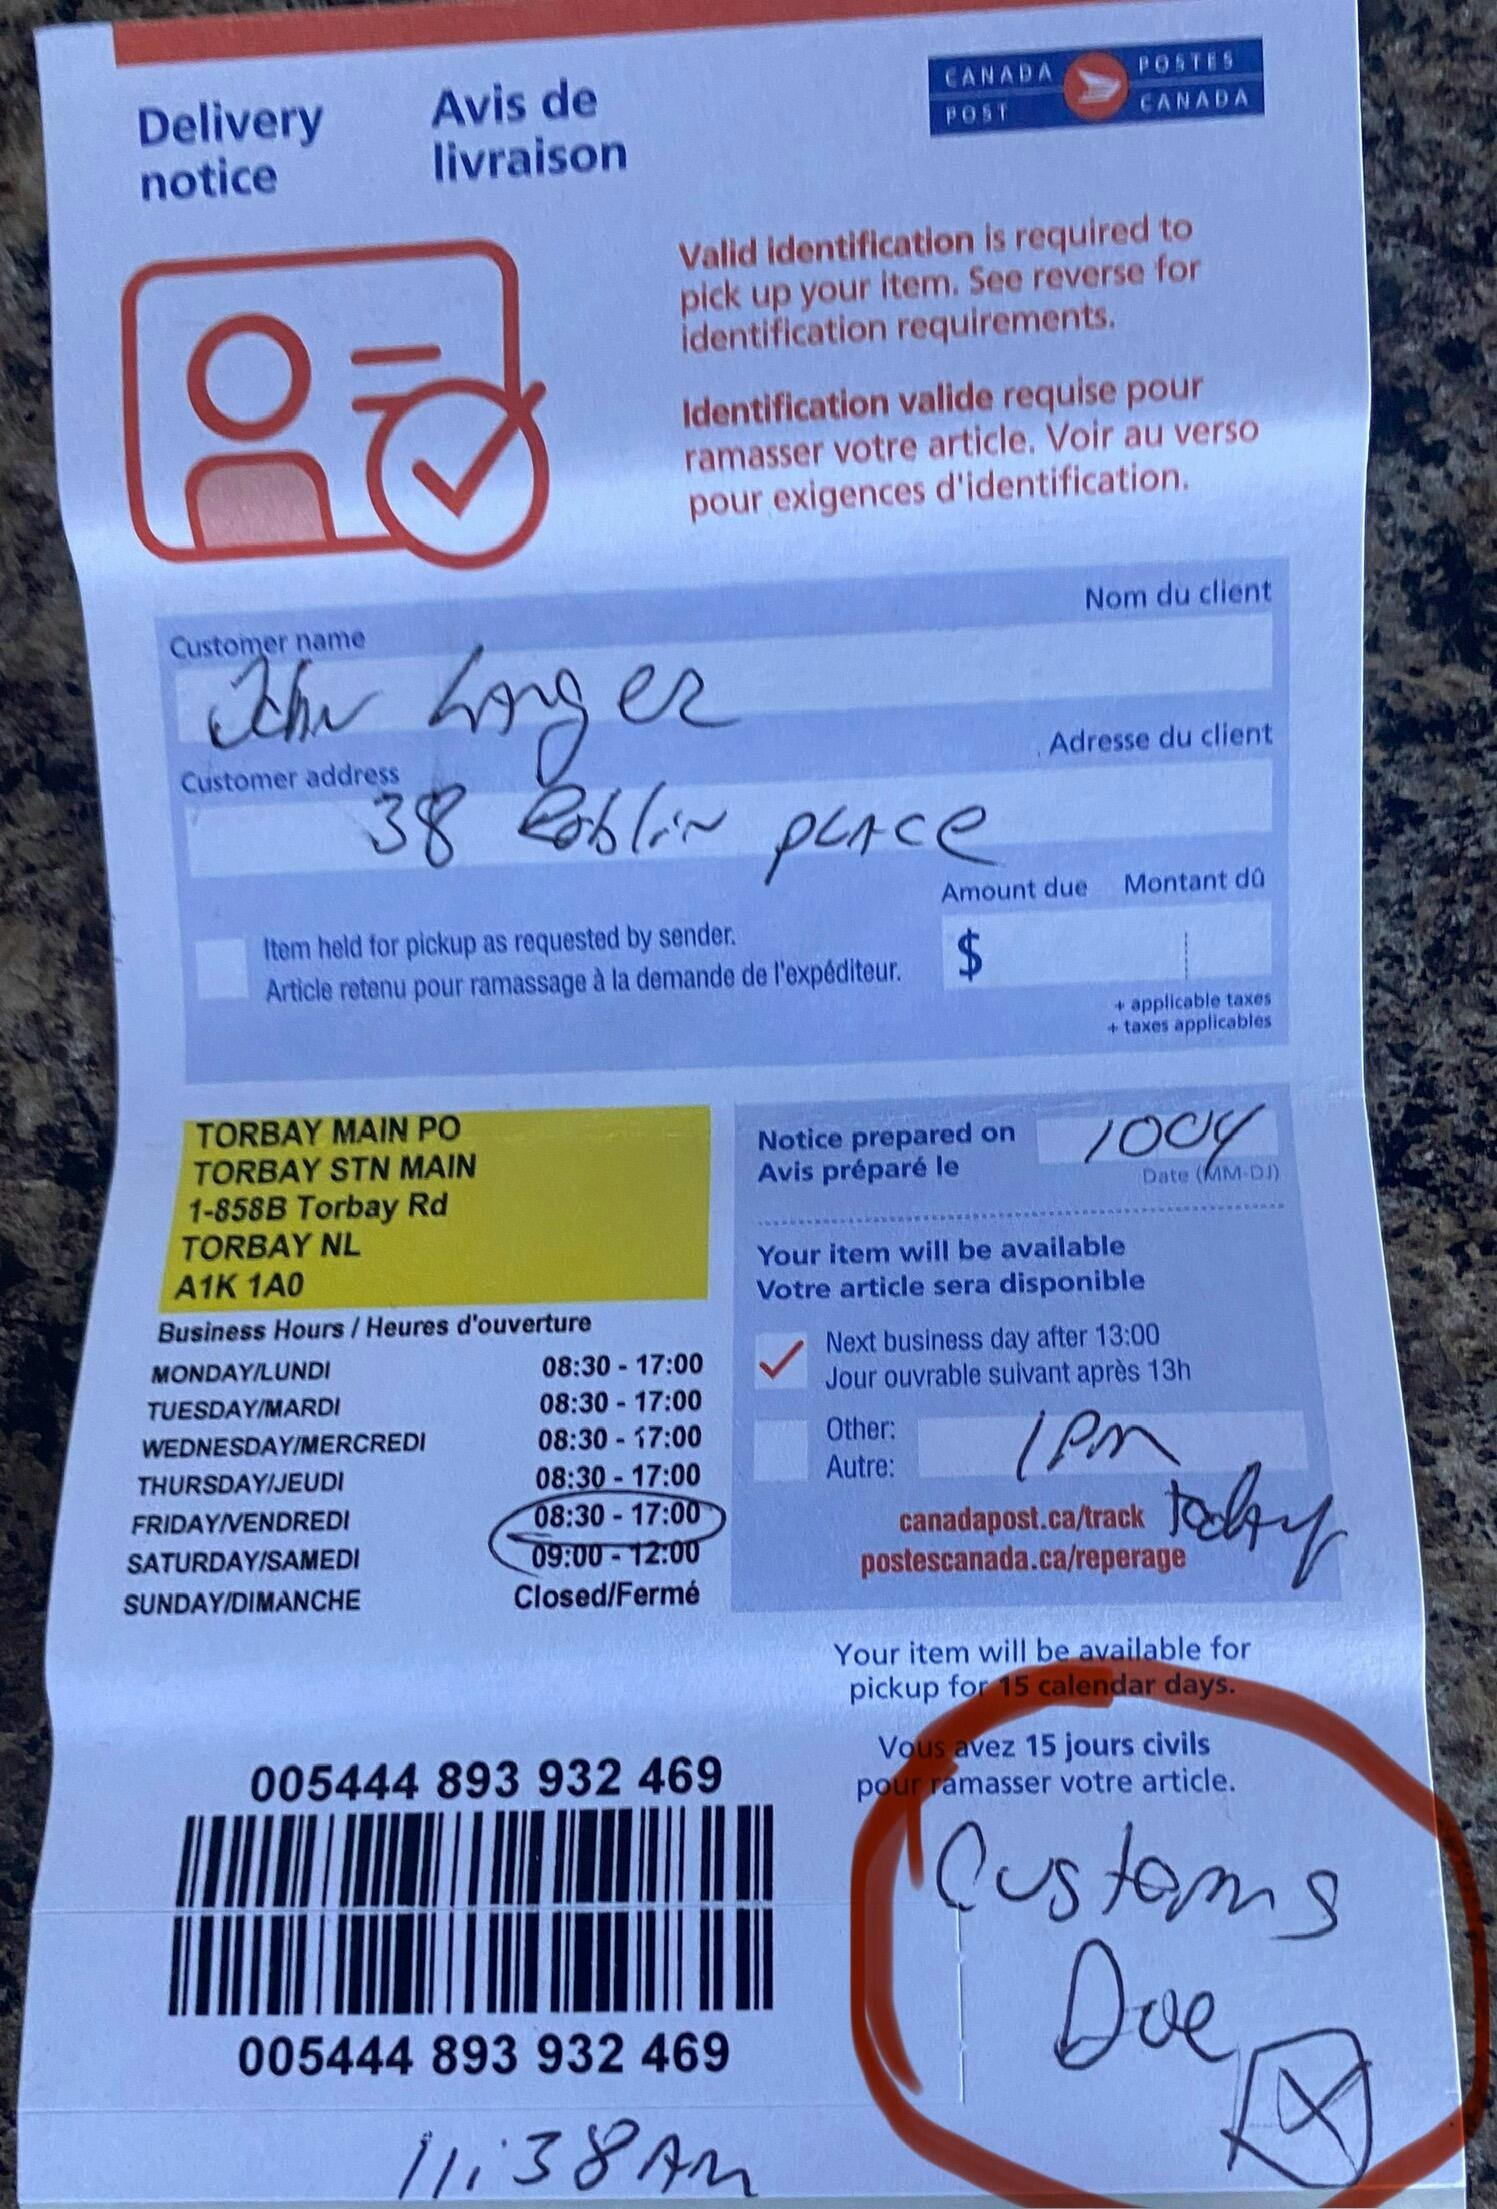 Delivery notice
Avis de livraison
CANADA POST
POSTES CANADA
Valid identification is required to
pick up your item. See reverse for
identification requirements.
Identification valide requise pour
ramasser votre article. Voir au verso
pour exigences d'identification.
Customer name
Nom du client
John Langer
Customer address
Adresse du client
38 Roblin place
Amount due Montant dû
$
+ applicable taxes
+ taxes applicables
Item held for pickup as requested by sender.
Article retenu pour ramassage à la demande de l'expéditeur.
TORBAY MAIN PO
TORBAY STN MAIN
1-858B Torbay Rd
TORBAY NL
A1K 1A0
Business Hours / Heures d'ouverture
MONDAY/LUNDI 08:30 - 17:00
TUESDAY/MARDI 08:30 - 17:00
WEDNESDAY/MERCREDI 08:30 - 17:00
THURSDAY/JEUDI 08:30 - 17:00
FRIDAY/VENDREDI 08:30 - 17:00
SATURDAY/SAMEDI 09:00 - 12:00
SUNDAY/DIMANCHE Closed/Fermé
Notice prepared on
Avis préparé le
1004
Date (MM-DJ)
Your item will be available
Votre article sera disponible
Next business day after 13:00
Jour ouvrable suivant après 13h
Other:
Autre:
1 PM
Today
canadapost.ca/track
postescanada.ca/reperage
Your item will be available for
pickup for 15 calendar days.
Vous avez 15 jours civils
pour ramasser votre article.
005444 893 932 469
005444 893 932 469
Customs
Due
11:38 AM